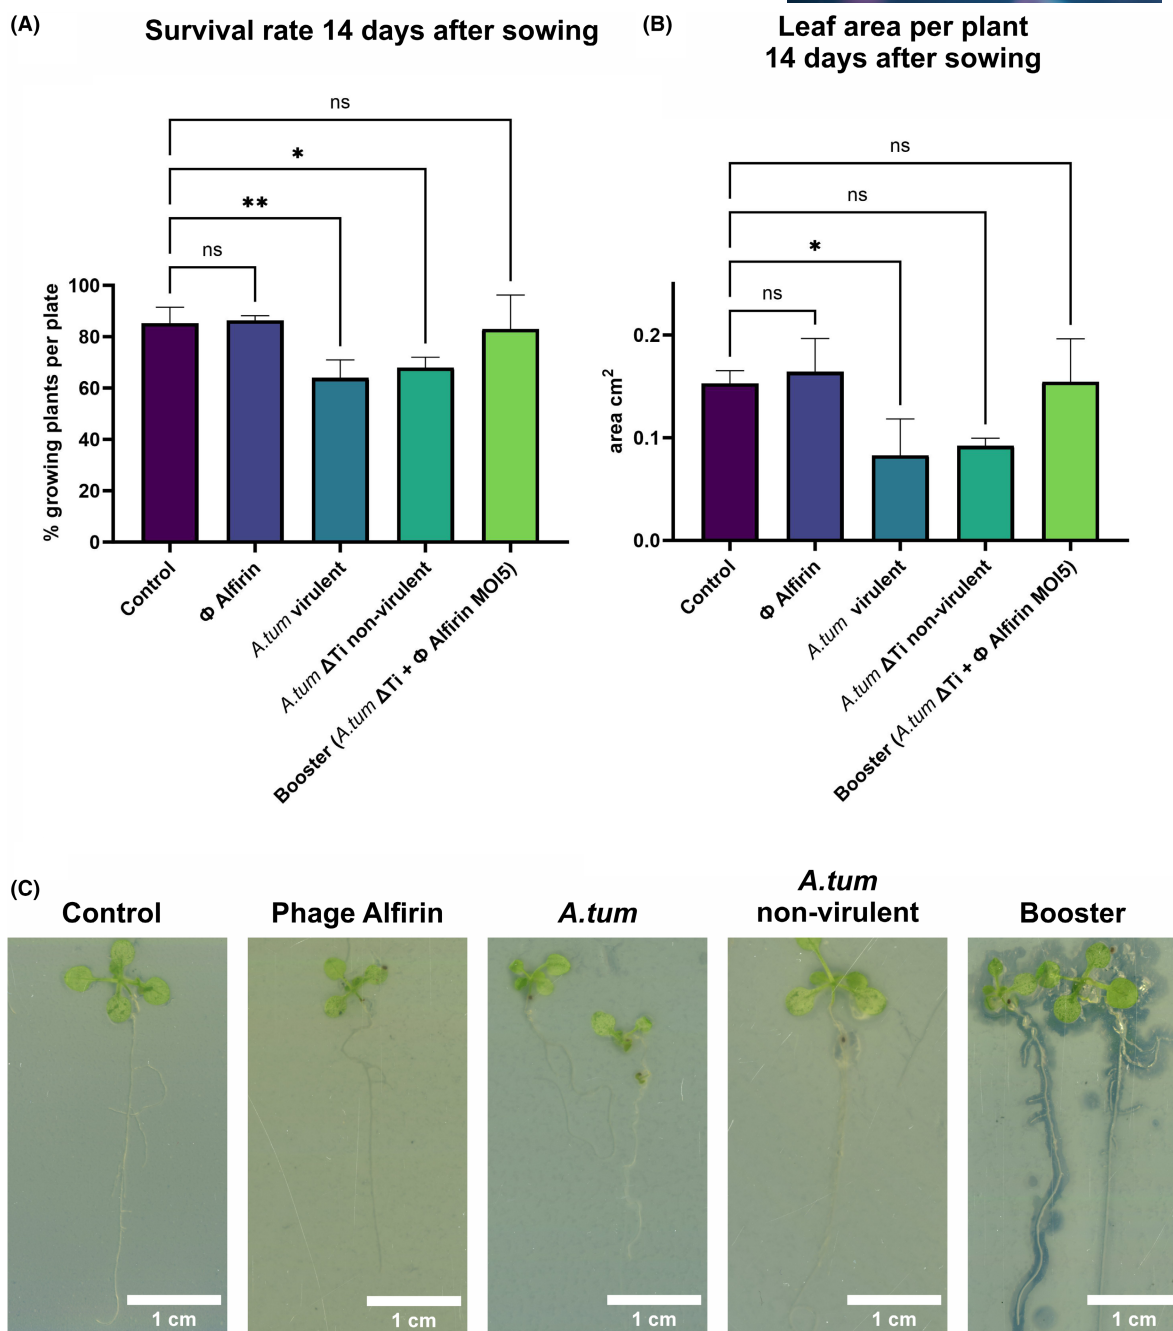 (A)
Survival rate 14 days after sowing
ns
*
**
ns
% growing plants per plate
100
80
60
40
20
0
Control
Φ Alfirin
A.tum virulent
A.tum ΔTi non-virulent
Booster (A.tum ΔTi + Φ Alfirin MOI5)
(B)
Leaf area per plant
14 days after sowing
ns
ns
*
ns
area cm²
0.2
0.1
0.0
Control
Φ Alfirin
A.tum virulent
A.tum ΔTi non-virulent
Booster (A.tum ΔTi + Φ Alfirin MOI5)
(C)
Control
Phage Alfirin
A.tum
A.tum
non-virulent
Booster
1 cm
1 cm
1 cm
1 cm
1 cm